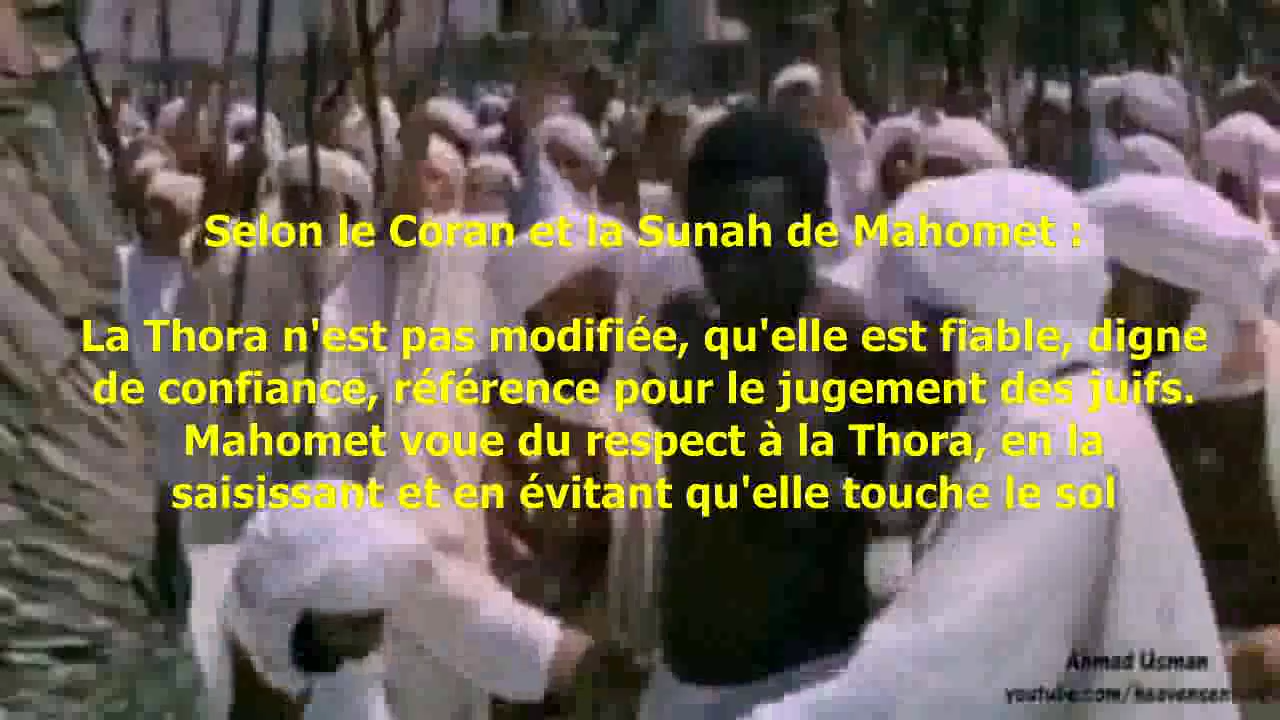 Selon le Coran et la Sunah de Mahomet :
La Thora n'est pas modifiée, qu'elle est fiable, digne
de confiance, référence pour le jugement des juifs.
Mahomet voue du respect à la Thora, en la
saisissant et en évitant qu'elle touche le sol
Ahmad Usman